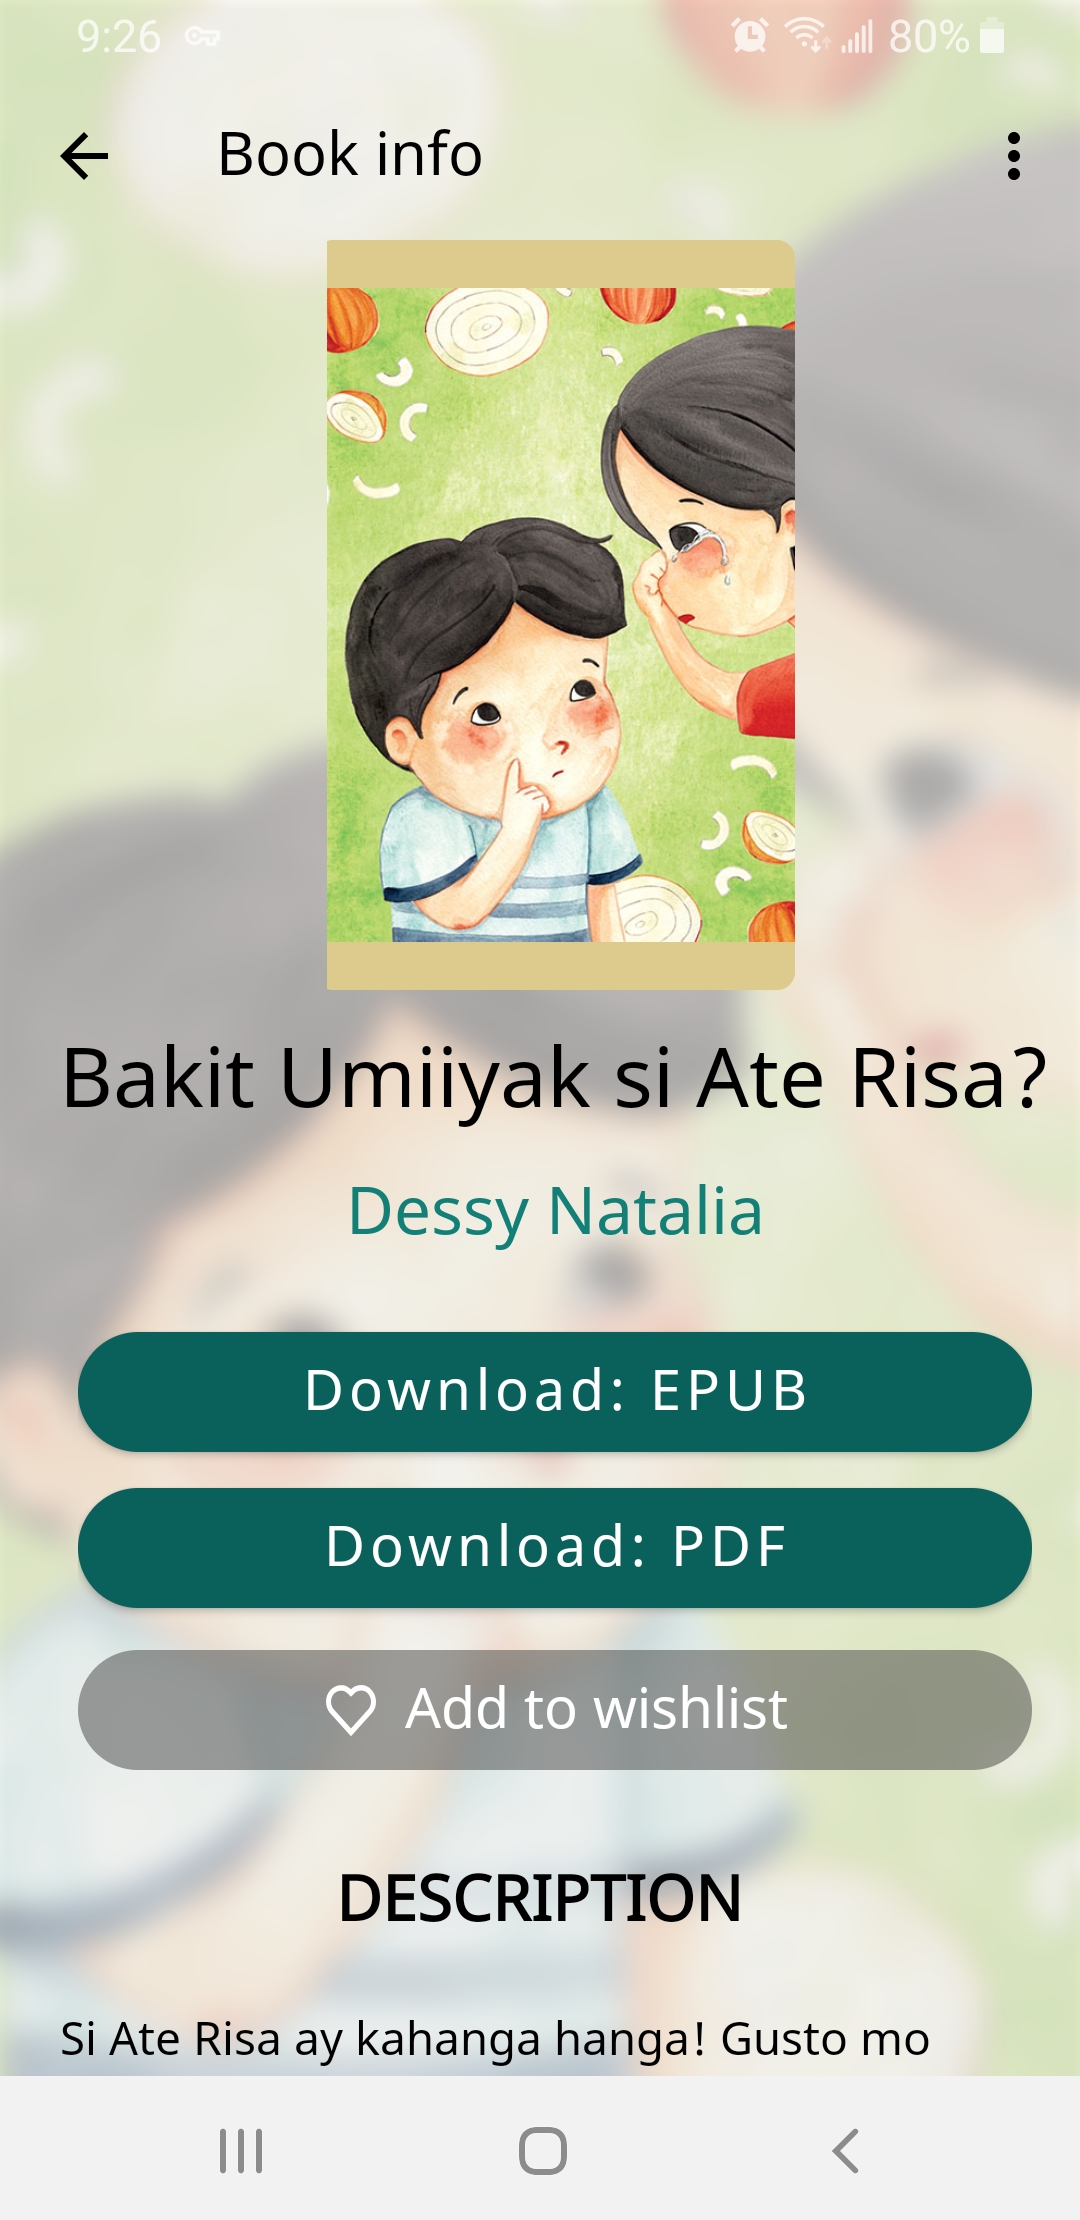 9:26
80%
Book info
Bakit Umiiyak si Ate Risa?
Dessy Natalia
Download: EPUB
Download: PDF
Add to wishlist
DESCRIPTION
Si Ate Risa ay kahanga hanga! Gusto mo